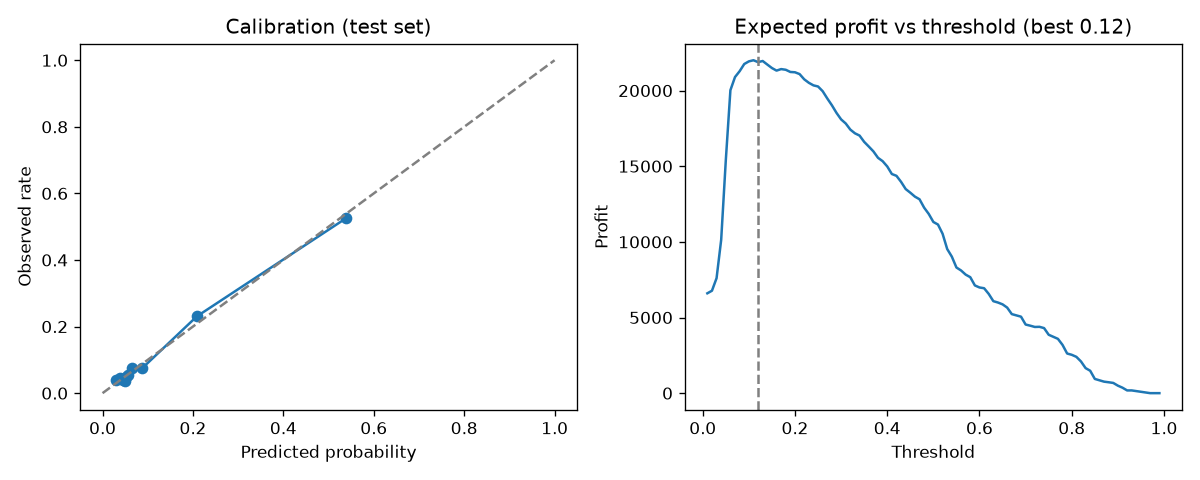 Calibration (test set)
1.0
0.8
0.6
0.4
0.2
0.0
Observed rate
0.0 0.2 0.4 0.6 0.8 1.0
Predicted probability
Expected profit vs threshold (best 0.12)
20000
15000
10000
5000
0
Profit
0.0 0.2 0.4 0.6 0.8 1.0
Threshold